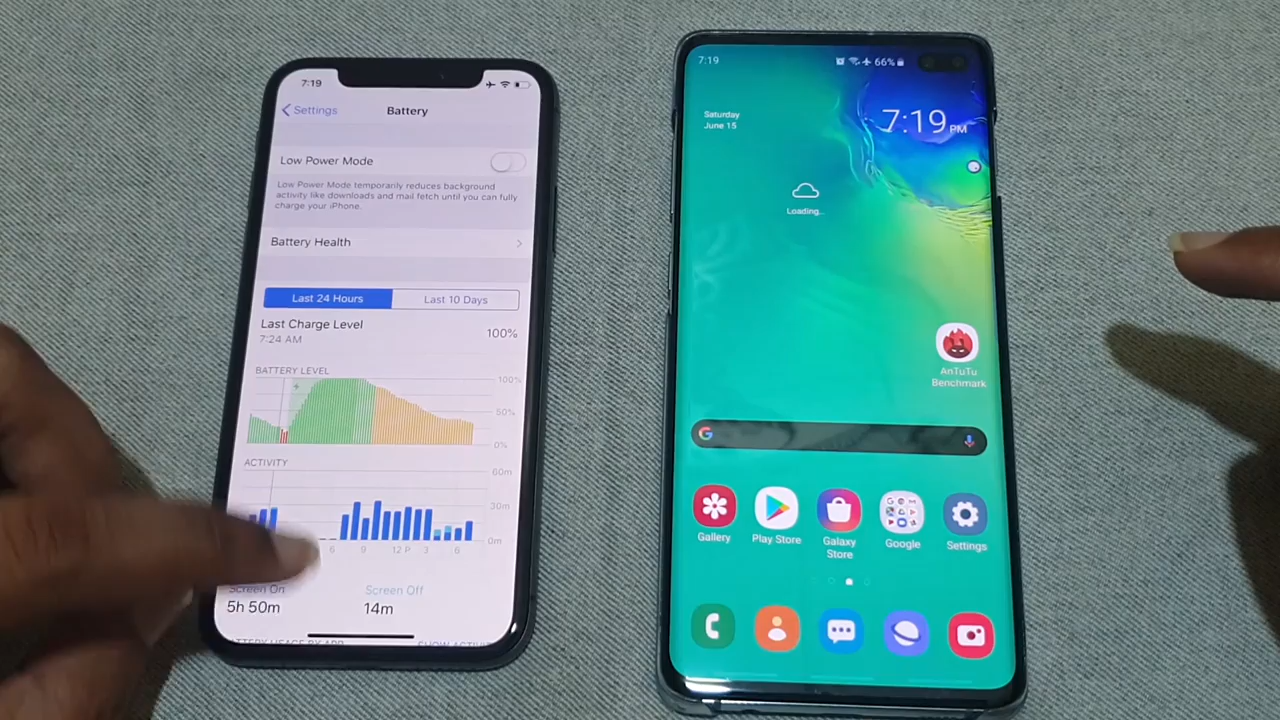 7:19
Settings
Battery
Low Power Mode
Low Power Mode temporarily reduces background
activity like downloads and mail fetch until you can fully
charge your iPhone.
Battery Health
Last 24 Hours
Last 10 Days
Last Charge Level
7:24 AM
100%
BATTERY LEVEL
100%
50%
0%
ACTIVITY
60m
30m
0m
6
9
12 P
3
6
Screen On
5h 50m
Screen Off
14m
7:19
66%
Saturday
June 15
7:19 PM
Loading...
AnTuTu
Benchmark
Gallery
Play Store
Galaxy
Store
Google
Settings